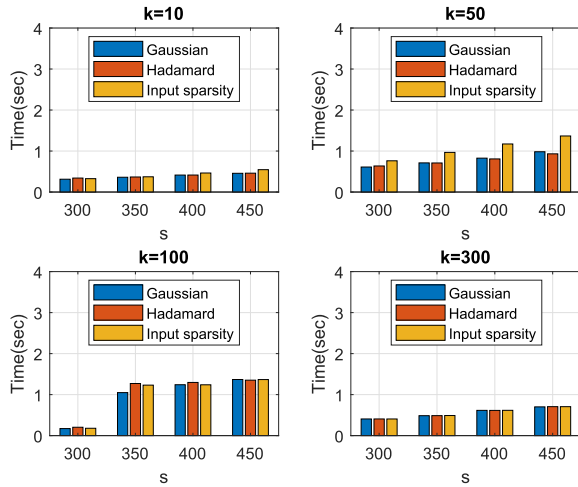 k=10
4
3
2
1
0
Time(sec)
Gaussian
Hadamard
Input sparsity
300 350 400 450
s
k=50
4
3
2
1
0
Time(sec)
Gaussian
Hadamard
Input sparsity
300 350 400 450
s
k=100
4
3
2
1
0
Time(sec)
Gaussian
Hadamard
Input sparsity
300 350 400 450
s
k=300
4
3
2
1
0
Time(sec)
Gaussian
Hadamard
Input sparsity
300 350 400 450
s